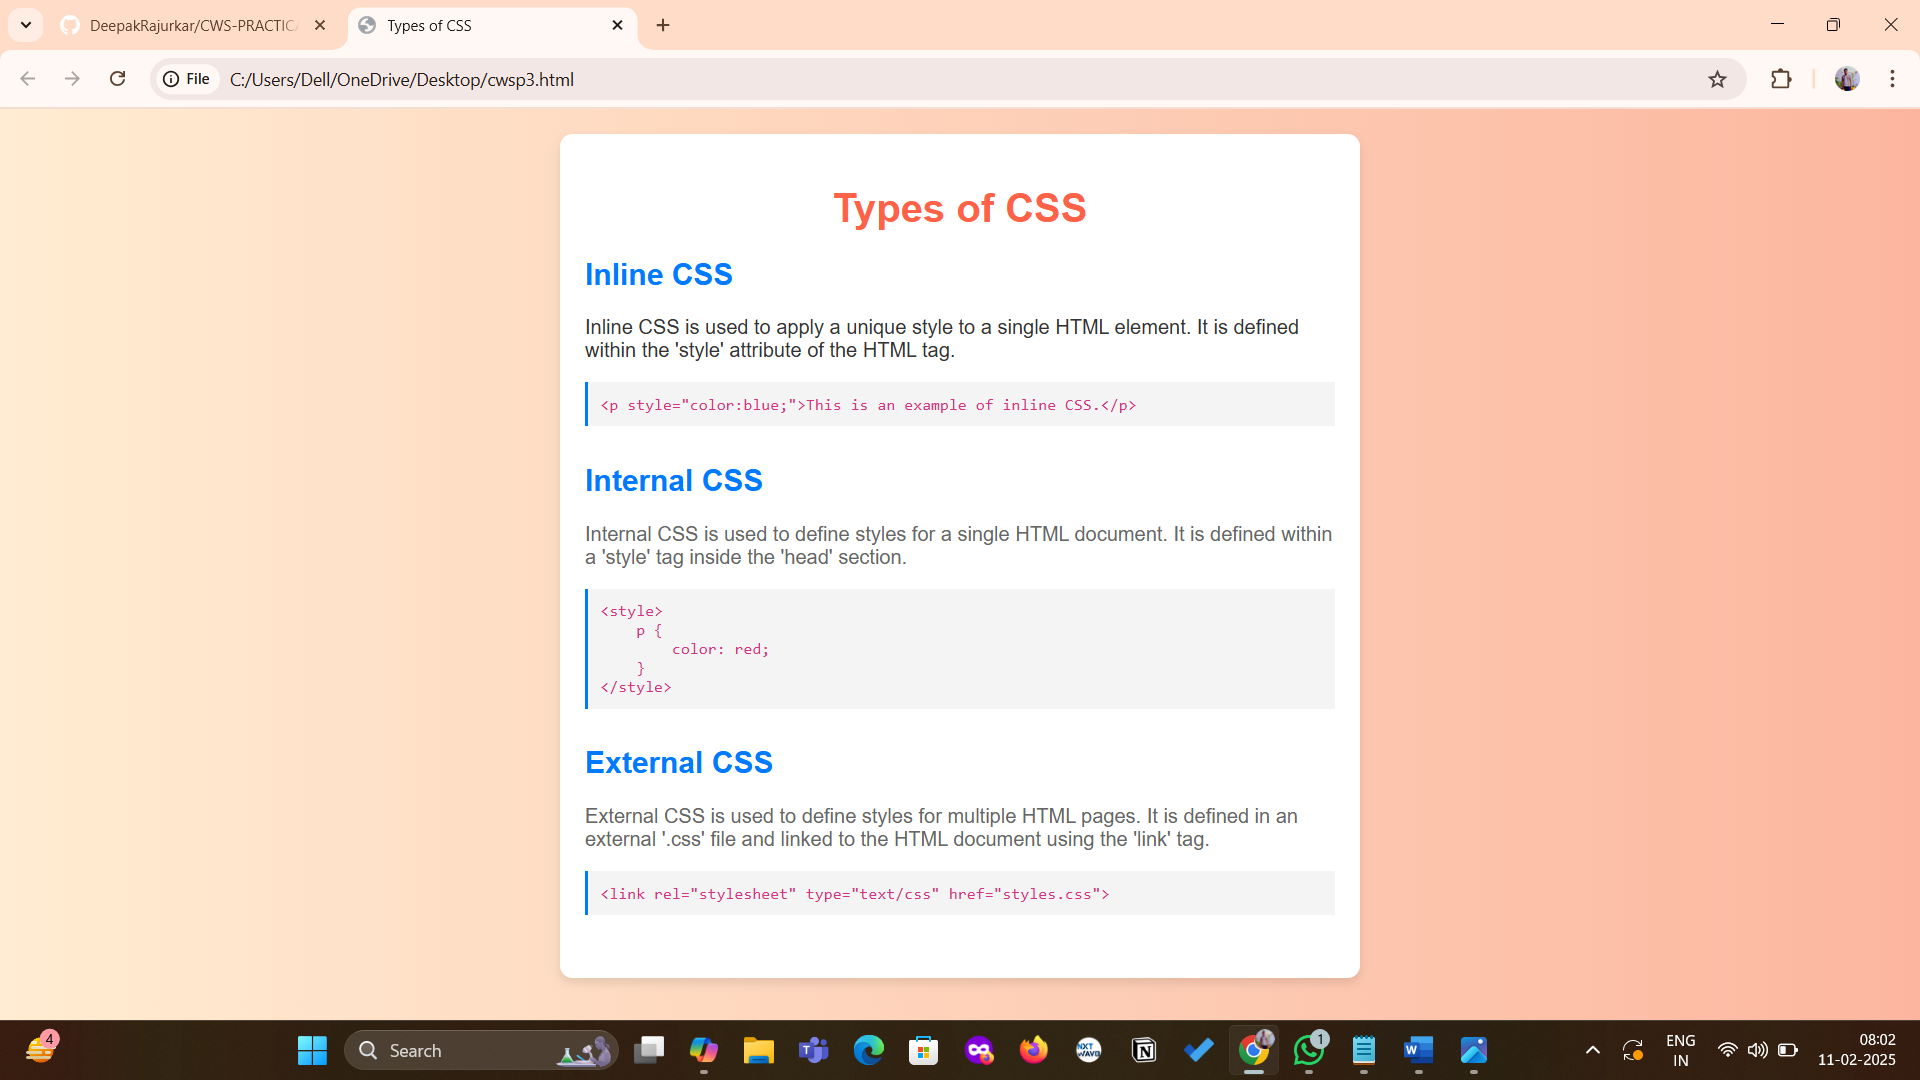 DeepakRajurkar/CWS-PRACTICA
Types of CSS
File
C:/Users/Dell/OneDrive/Desktop/cwsp3.html
Types of CSS
Inline CSS
Inline CSS is used to apply a unique style to a single HTML element. It is defined
within the 'style' attribute of the HTML tag.
<p style="color:blue;">This is an example of inline CSS.</p>
Internal CSS
Internal CSS is used to define styles for a single HTML document. It is defined within
a 'style' tag inside the 'head' section.
<style>
    p {
        color: red;
    }
</style>
External CSS
External CSS is used to define styles for multiple HTML pages. It is defined in an
external '.css' file and linked to the HTML document using the 'link' tag.
<link rel="stylesheet" type="text/css" href="styles.css">
4
Search
T
NXT
WAVE
N
1
W
ENG
IN
08:02
11-02-2025